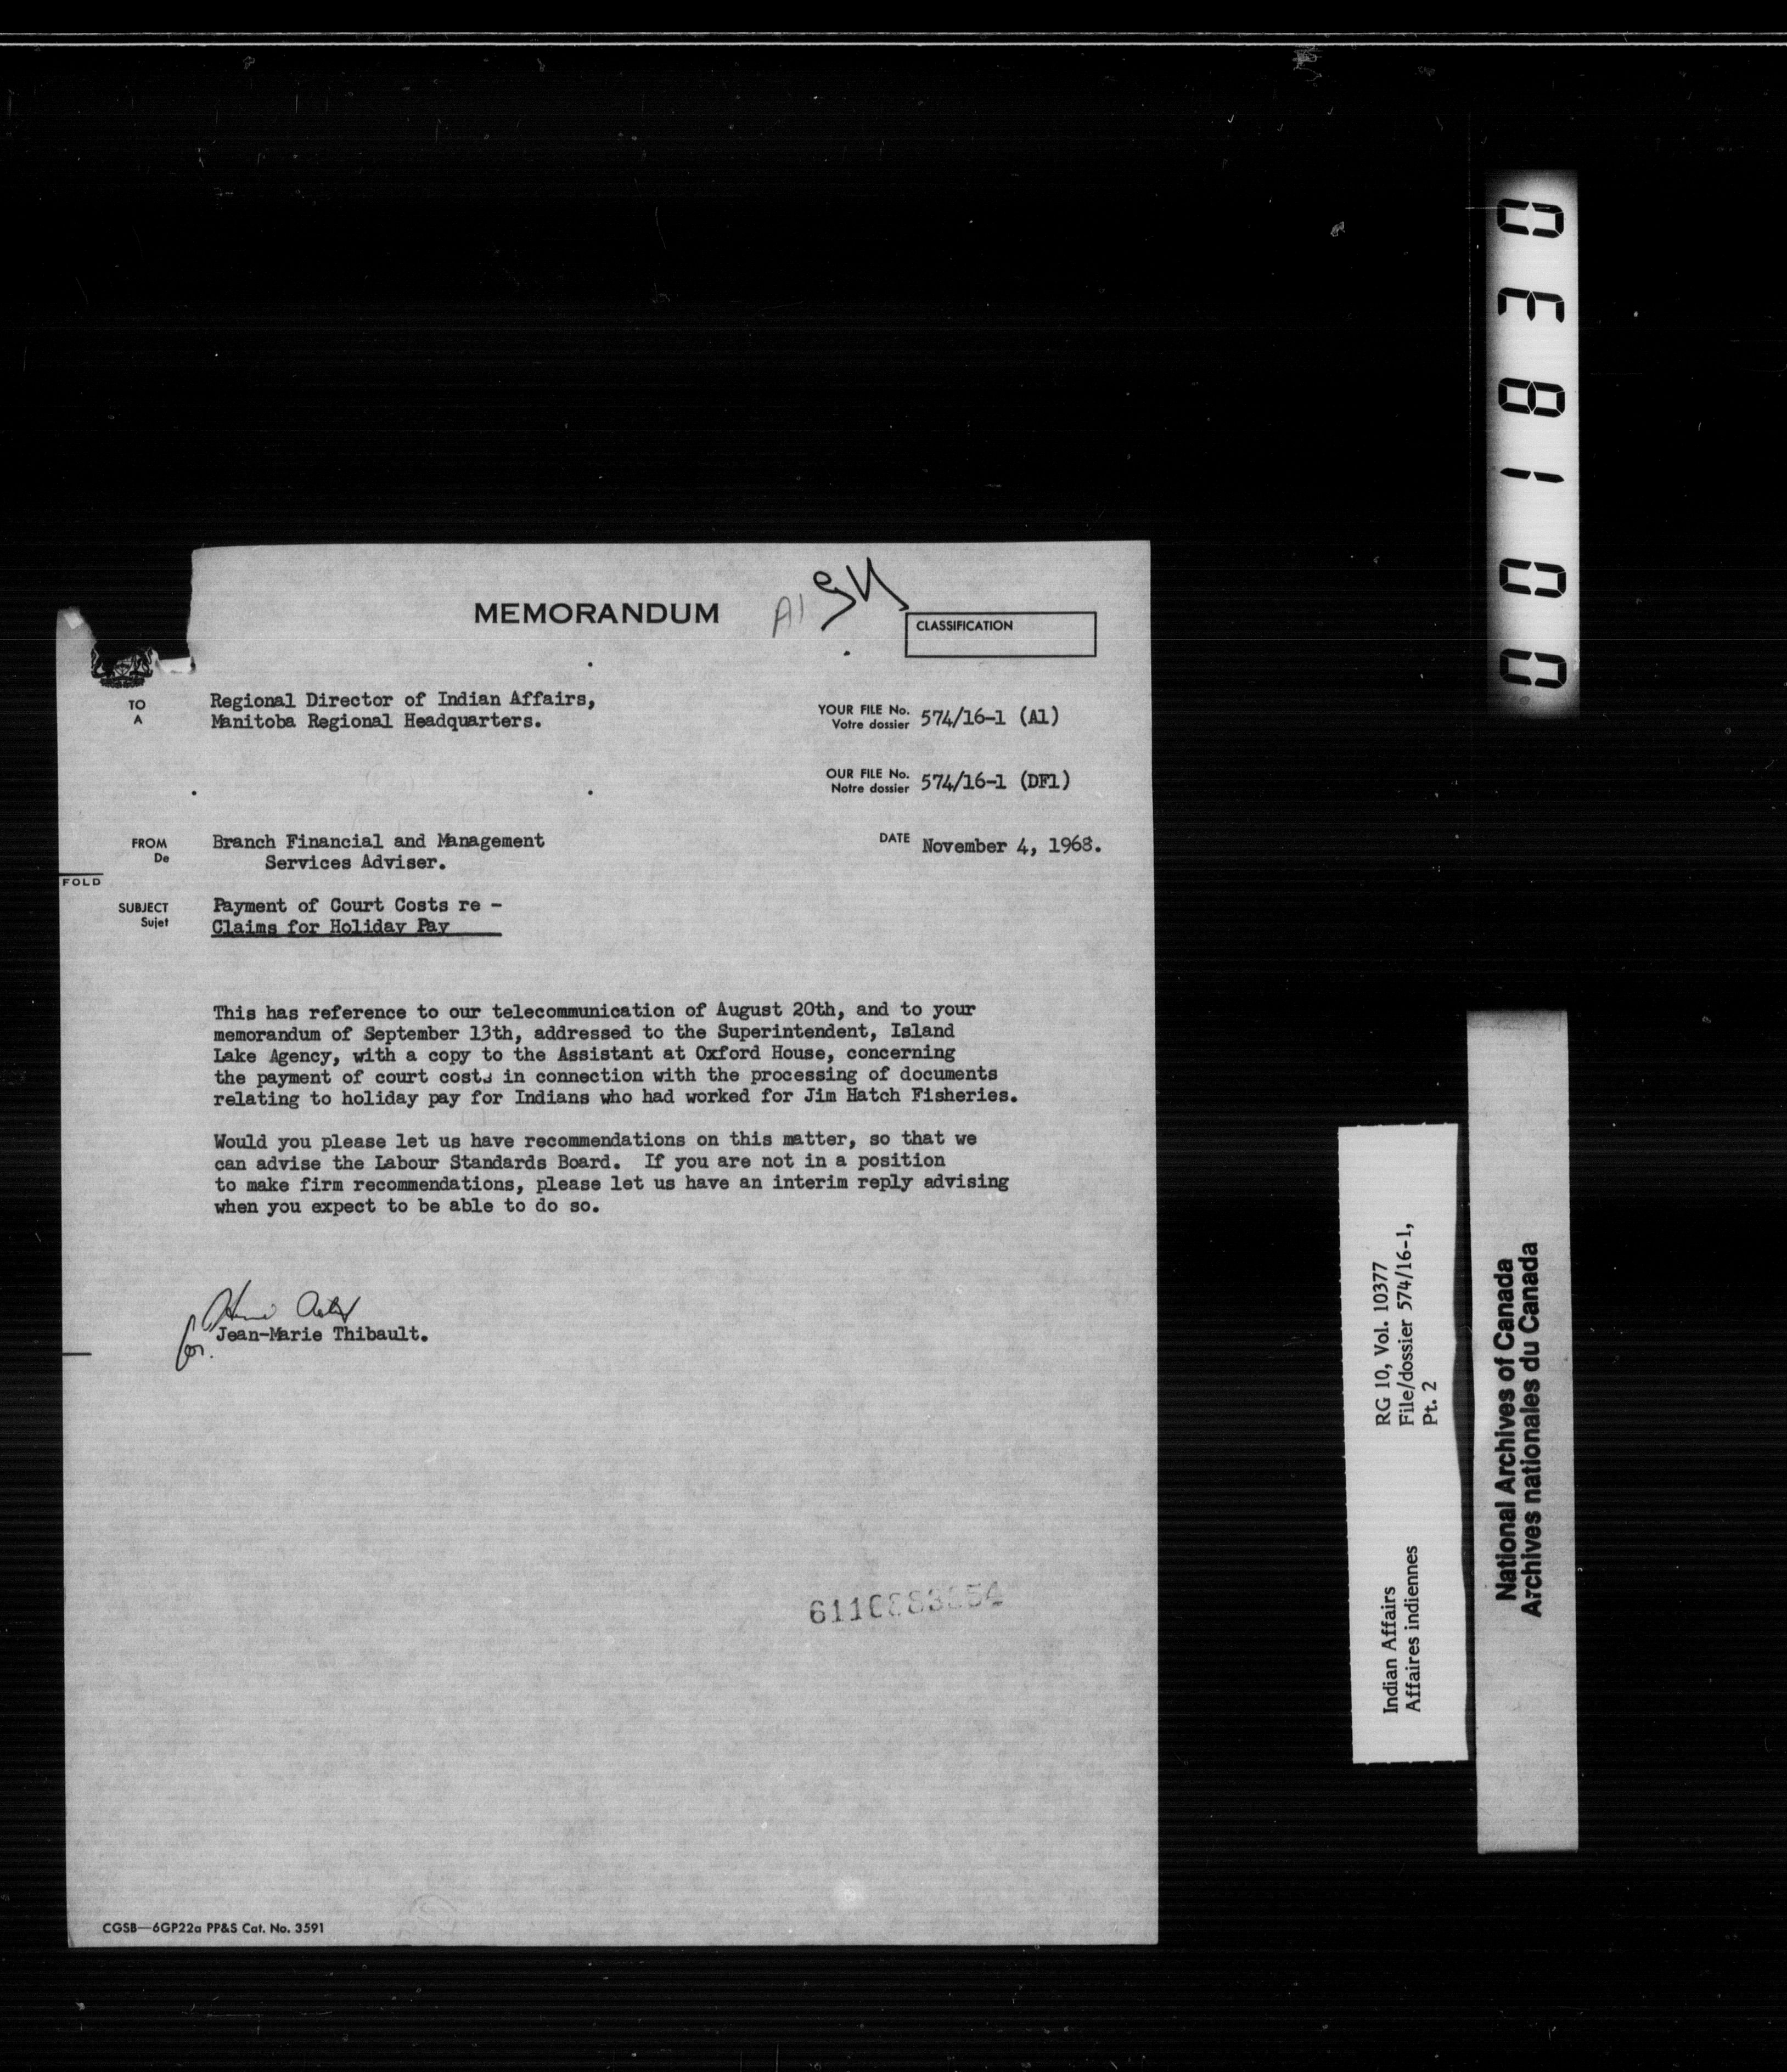 MEMORANDUM
A1
CLASSIFICATION
TO
A
Regional Director of Indian Affairs,
Manitoba Regional Headquarters.
YOUR FILE No.
Votre dossier
574/16-1 (A1)
OUR FILE No.
Notre dossier
574/16-1 (DF1)
FROM
De
Branch Financial and Management
Services Adviser.
DATE
November 4, 1968.
FOLD
SUBJECT
Sujet
Payment of Court Costs re -
Claims for Holiday Pay
This has reference to our telecommunication of August 20th, and to your
memorandum of September 13th, addressed to the Superintendent, Island
Lake Agency, with a copy to the Assistant at Oxford House, concerning
the payment of court costs in connection with the processing of documents
relating to holiday pay for Indians who had worked for Jim Hatch Fisheries.
Would you please let us have recommendations on this matter, so that we
can advise the Labour Standards Board. If you are not in a position
to make firm recommendations, please let us have an interim reply advising
when you expect to be able to do so.
for.
Jean-Marie Thibault.
CGSB—6GP22a PP&S Cat. No. 3591
001830
Indian Affairs
Affaires indiennes
RG 10, Vol. 10377
File/dossier 574/16-1,
Pt. 2
National Archives of Canada
Archives nationales du Canada